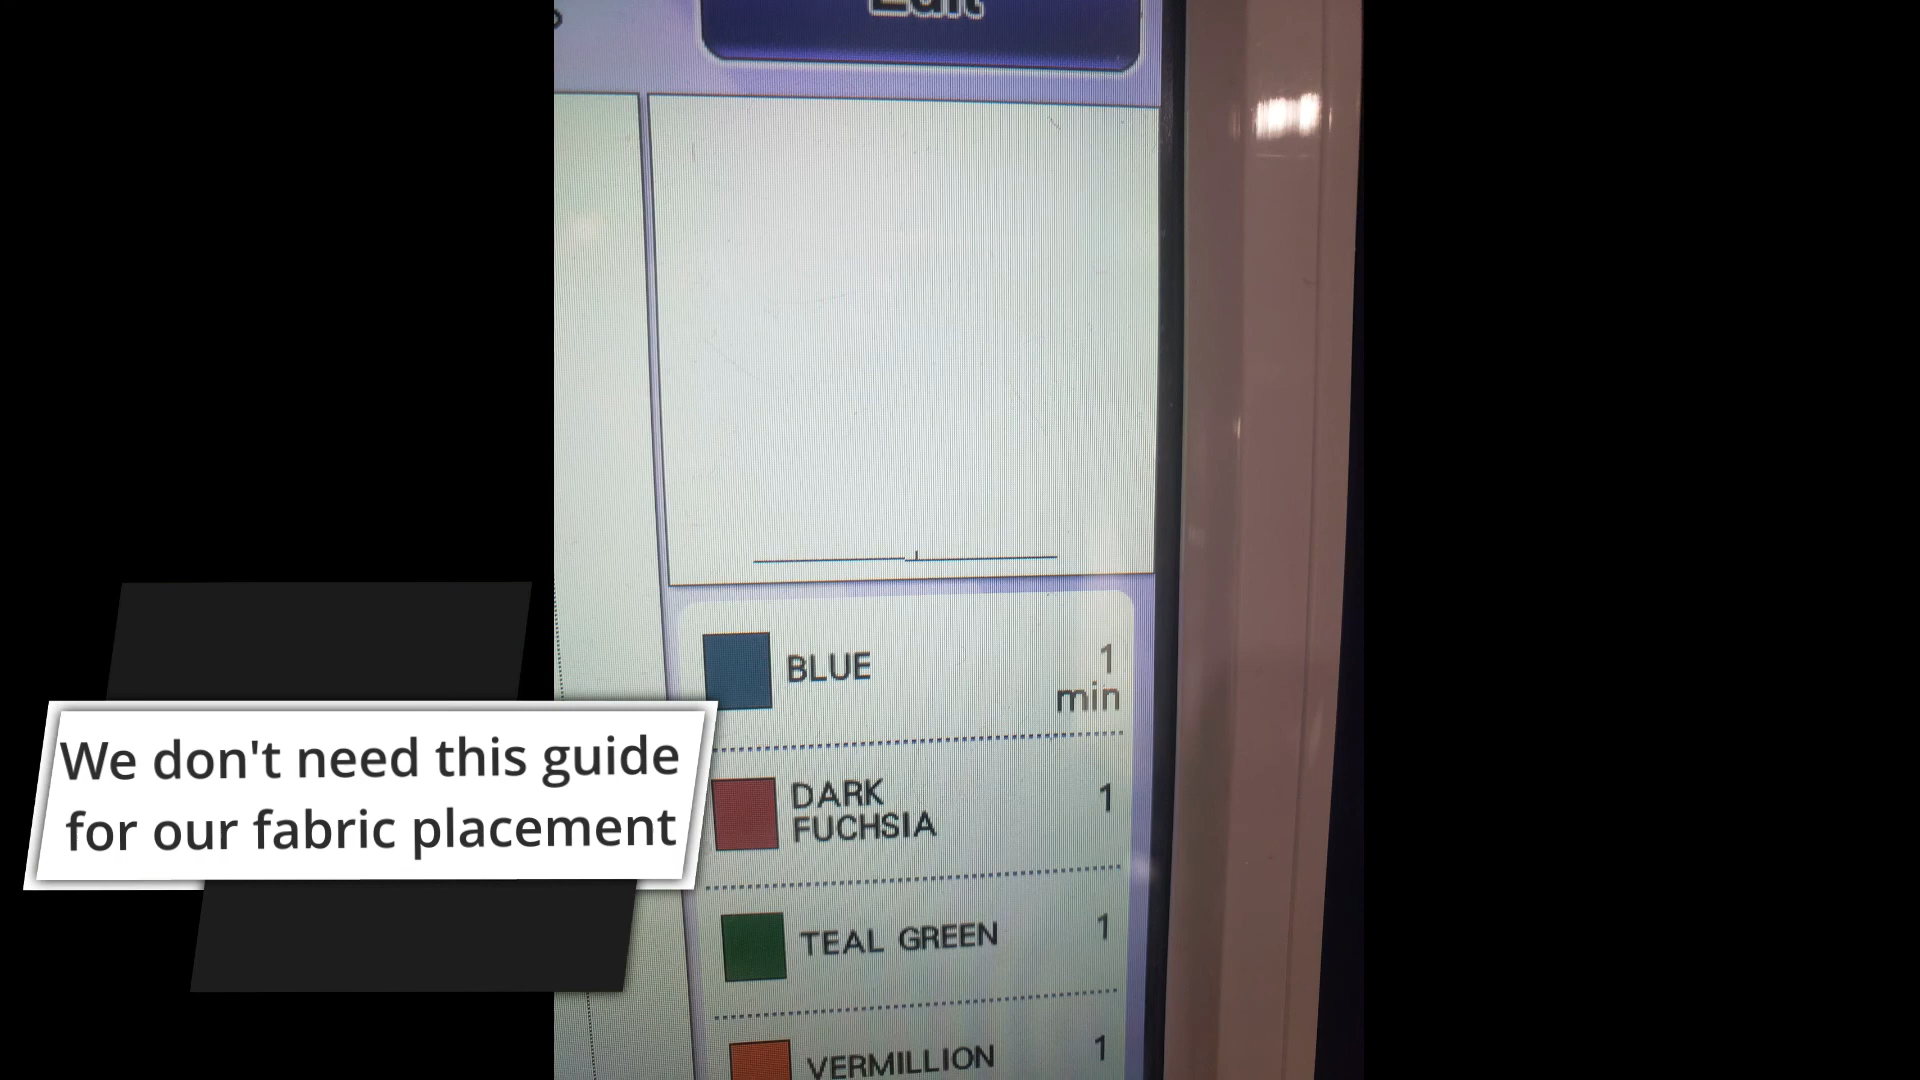 Edit
BLUE
1
min
We don't need this guide
for our fabric placement
DARK
FUCHSIA
1
TEAL GREEN
1
VERMILLION
1